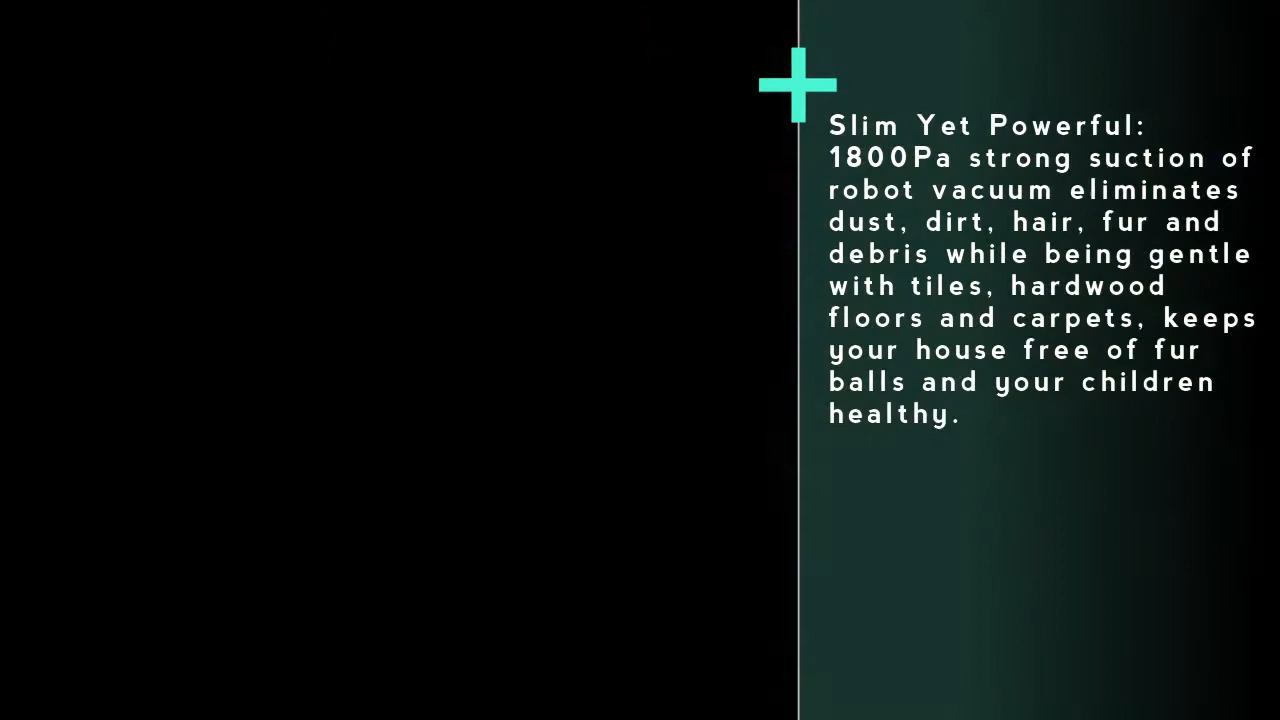 Slim Yet Powerful:
1800Pa strong suction of
robot vacuum eliminates
dust, dirt, hair, fur and
debris while being gentle
with tiles, hardwood
floors and carpets, keeps
your house free of fur
balls and your children
healthy.